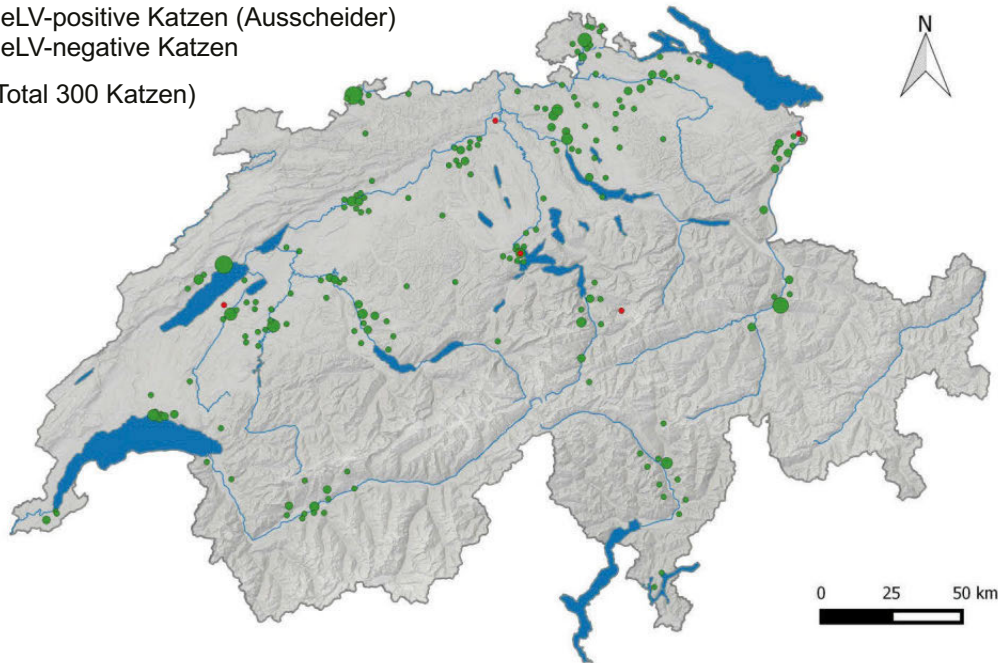 eLV-positive Katzen (Ausscheider)
eLV-negative Katzen
Total 300 Katzen)
N
0 25 50 km